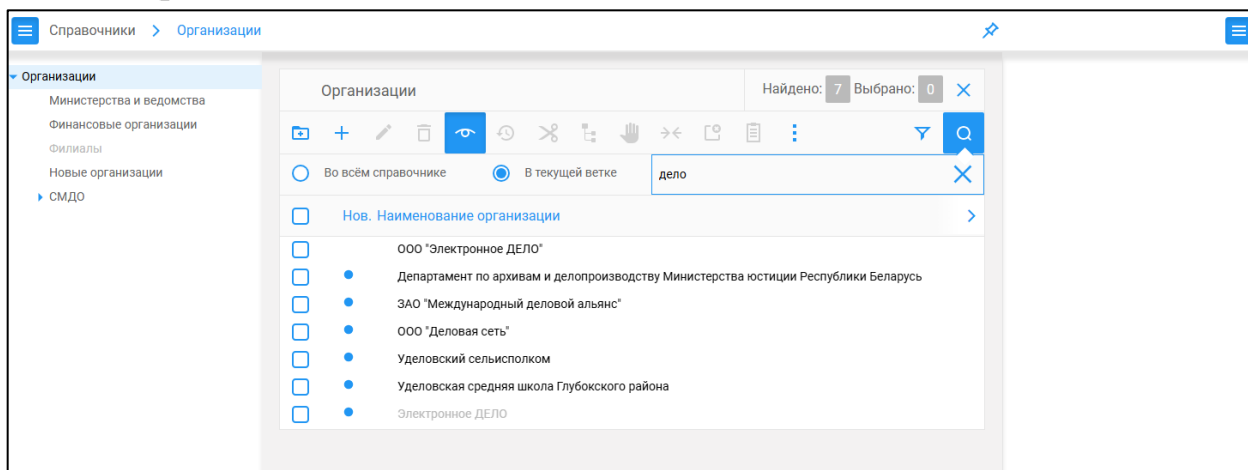 Справочники > Организации
Организации
Министерства и ведомства
Финансовые организации
Филиалы
Новые организации
СМДО
Организации
Найдено: 7 Выбрано: 0
Во всём справочнике
В текущей ветке
дело
Нов. Наименование организации
ООО "Электронное ДЕЛО"
Департамент по архивам и делопроизводству Министерства юстиции Республики Беларусь
ЗАО "Международный деловой альянс"
ООО "Деловая сеть"
Уделовский сельисполком
Уделовская средняя школа Глубокского района
Электронное ДЕЛО